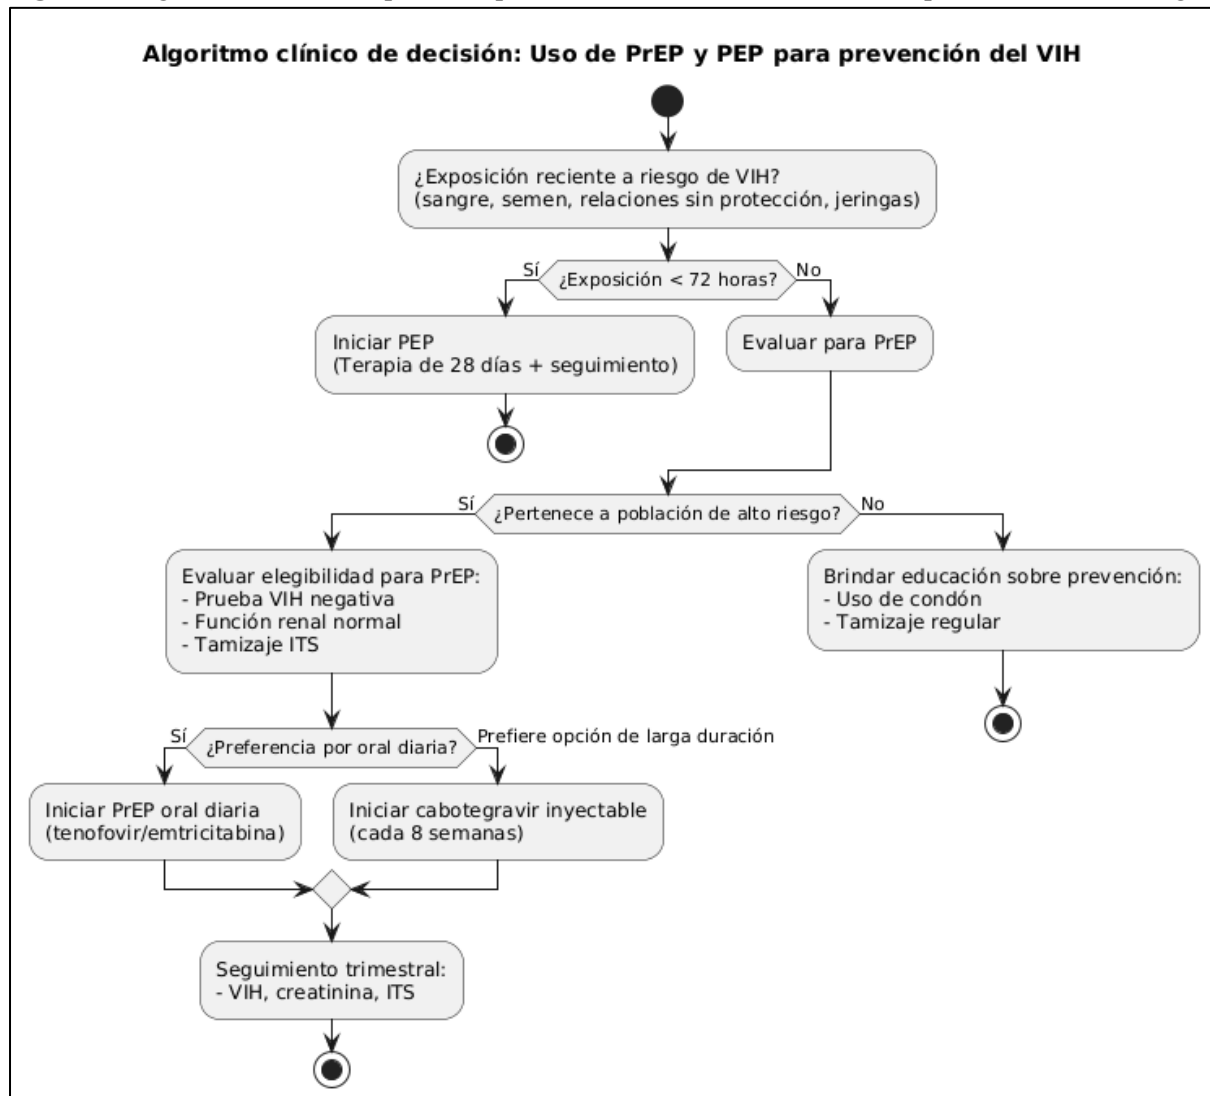 Algoritmo clínico de decisión: Uso de PrEP y PEP para prevención del VIH
¿Exposición reciente a riesgo de VIH?
(sangre, semen, relaciones sin protección, jeringas)
Sí
¿Exposición < 72 horas?
No
Iniciar PEP
(Terapia de 28 días + seguimiento)
Evaluar para PrEP
Sí
¿Pertenece a población de alto riesgo?
No
Evaluar elegibilidad para PrEP:
- Prueba VIH negativa
- Función renal normal
- Tamizaje ITS
Brindar educación sobre prevención:
- Uso de condón
- Tamizaje regular
Sí
¿Preferencia por oral diaria?
Prefiere opción de larga duración
Iniciar PrEP oral diaria
(tenofovir/emtricitabina)
Iniciar cabotegravir inyectable
(cada 8 semanas)
Seguimiento trimestral:
- VIH, creatinina, ITS